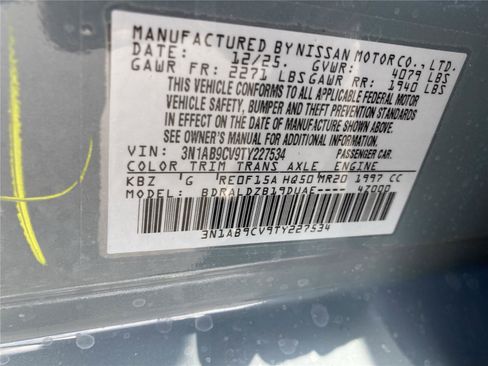 MANUFACTURED BY NISSAN MOTOR CO., LTD.
DATE: 12/25. GVWR: 4079 LBS
GAWR FR: 2271 LBS GAWR RR: 1940 LBS
THIS VEHICLE CONFORMS TO ALL APPLICABLE FEDERAL MOTOR
VEHICLE SAFETY, BUMPER AND THEFT PREVENTION STANDARDS
IN EFFECT ON THE DATE OF MANUFACTURE SHOWN ABOVE.
SEE OWNER'S MANUAL FOR ADDITIONAL INFORMATION.
VIN: 3N1AB9CV9TY227534 PASSENGER CAR.
COLOR TRIM TRANS AXLE ENGINE
KBZ G RE0F15A HQ50 MR20 1997 CC
MODEL: 42000
3N1AB9CV9TY227534